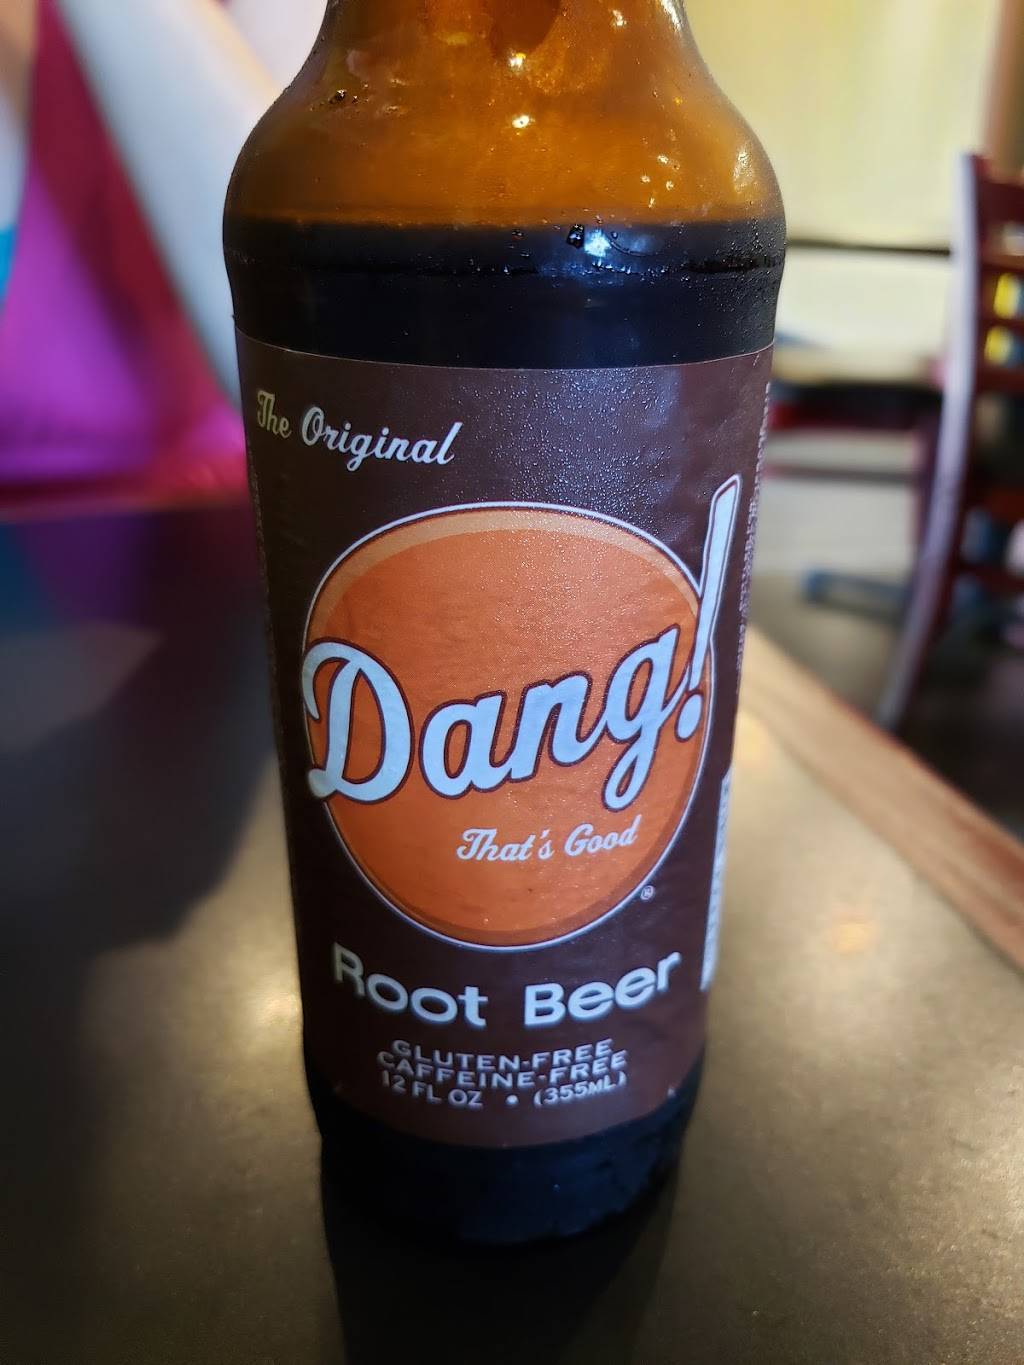 The Original
Dang!
That's Good
®
Root Beer
GLUTEN-FREE
CAFFEINE-FREE
12 FL OZ • (355ML)